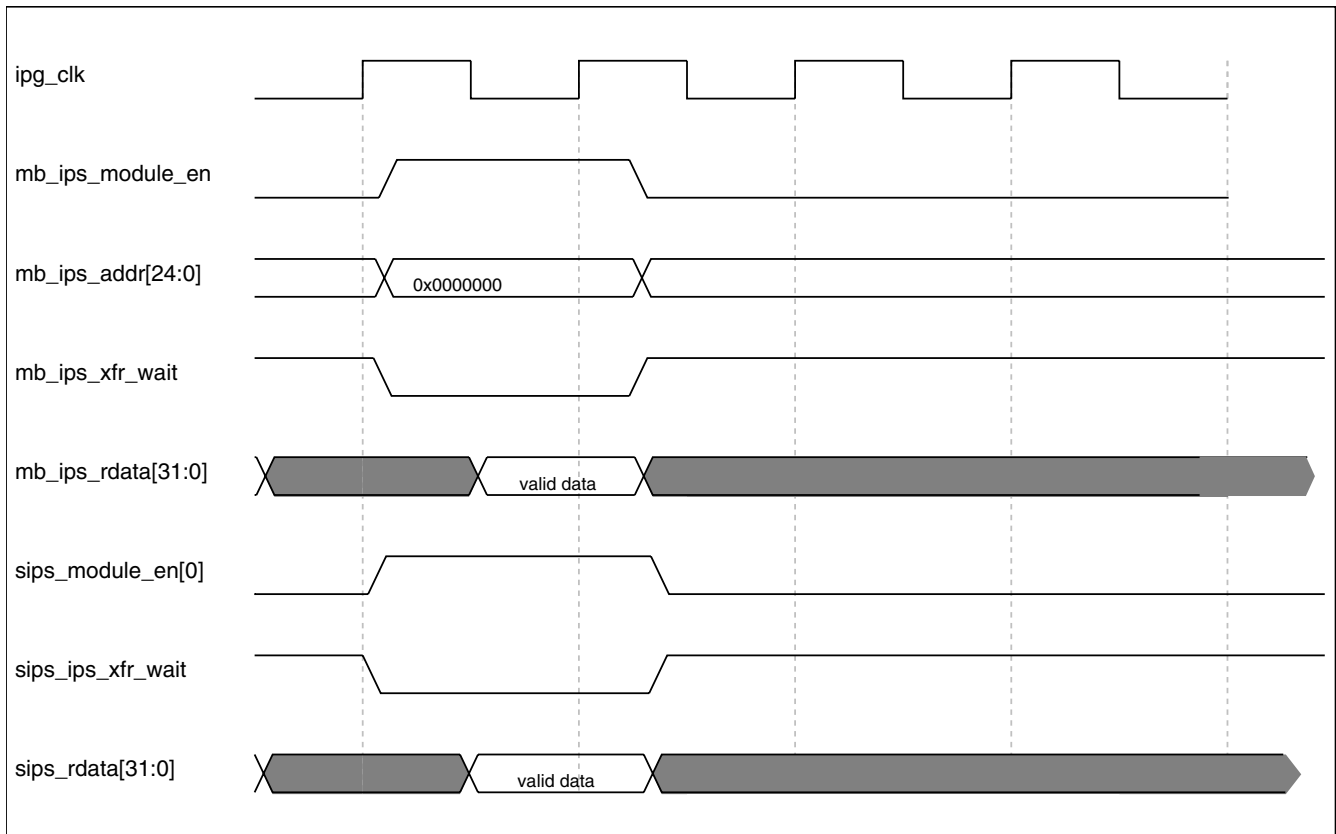 ipg_clk
mb_ips_module_en
mb_ips_addr[24:0]
0x0000000
mb_ips_xfr_wait
mb_ips_rdata[31:0]
valid data
sips_module_en[0]
sips_ips_xfr_wait
sips_rdata[31:0]
valid data